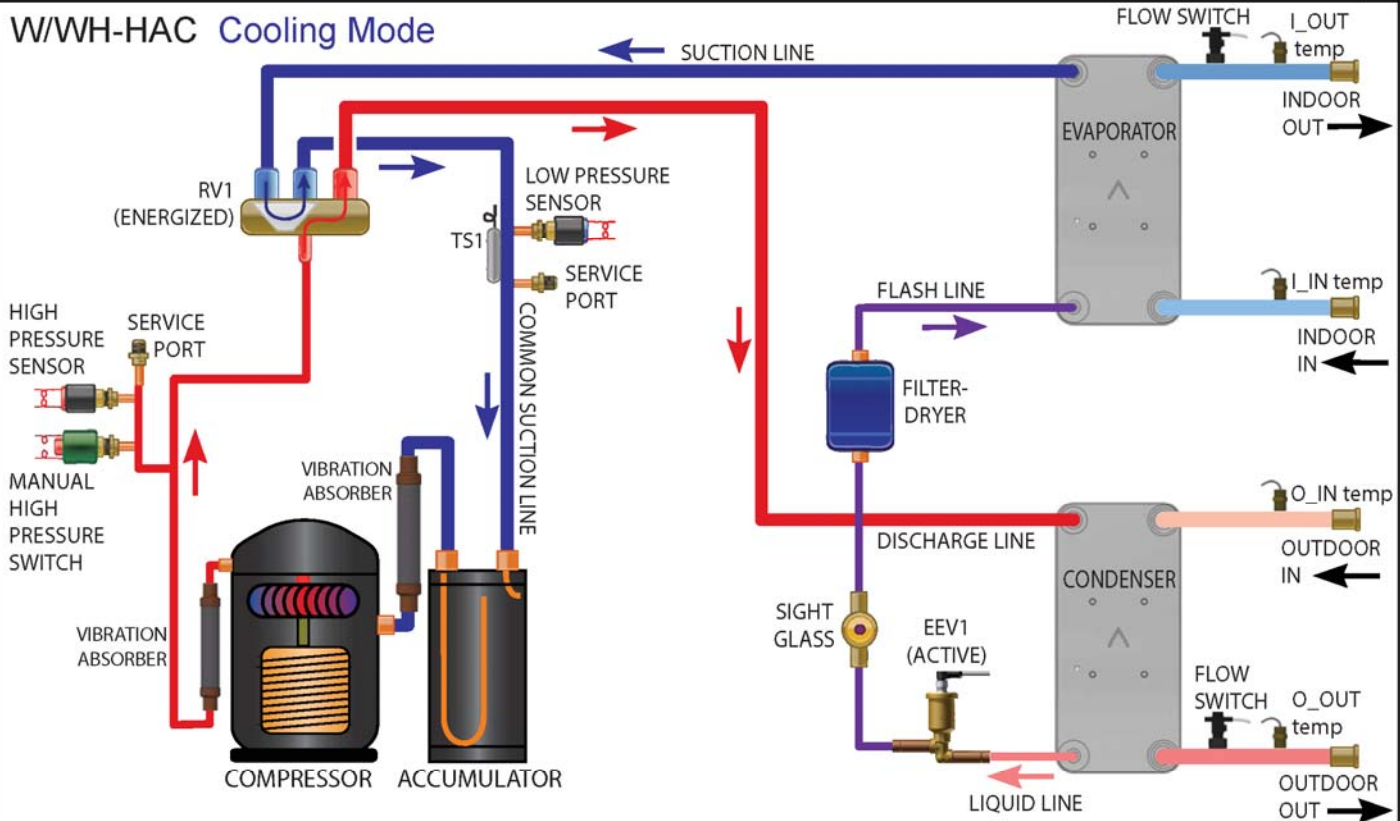 W/WH-HAC Cooling Mode
SUCTION LINE
FLOW SWITCH
I_OUT
temp
INDOOR
OUT
EVAPORATOR
RV1
(ENERGIZED)
LOW PRESSURE
SENSOR
TS1
SERVICE
PORT
FLASH LINE
I_IN temp
INDOOR
IN
HIGH
PRESSURE
SENSOR
SERVICE
PORT
COMMON SUCTION LINE
FILTER-
DRYER
MANUAL
HIGH
PRESSURE
SWITCH
VIBRATION
ABSORBER
O_IN temp
DISCHARGE LINE
OUTDOOR
IN
CONDENSER
VIBRATION
ABSORBER
SIGHT
GLASS
EEV1
(ACTIVE)
FLOW
SWITCH
O_OUT
temp
COMPRESSOR
ACCUMULATOR
LIQUID LINE
OUTDOOR
OUT